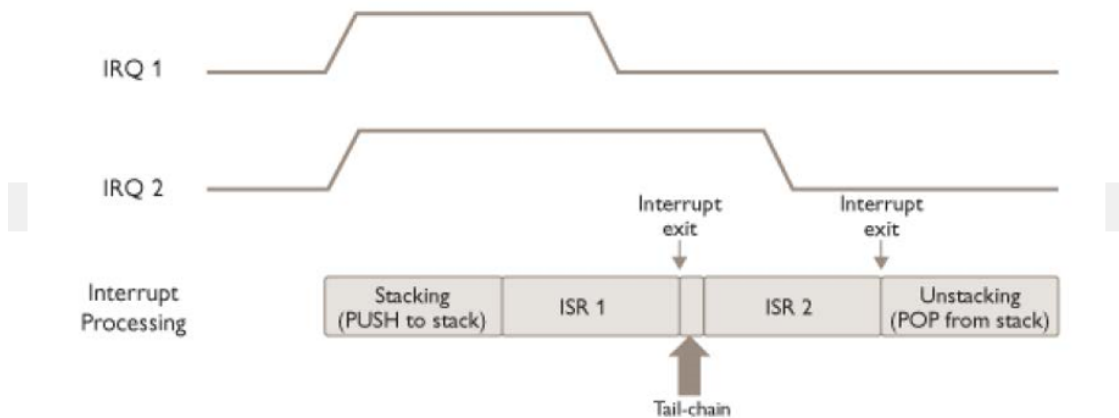 IRQ 1
IRQ 2
Interrupt
exit
Interrupt
exit
Interrupt
Processing
Stacking
(PUSH to stack)
ISR 1
ISR 2
Unstacking
(POP from stack)
Tail-chain